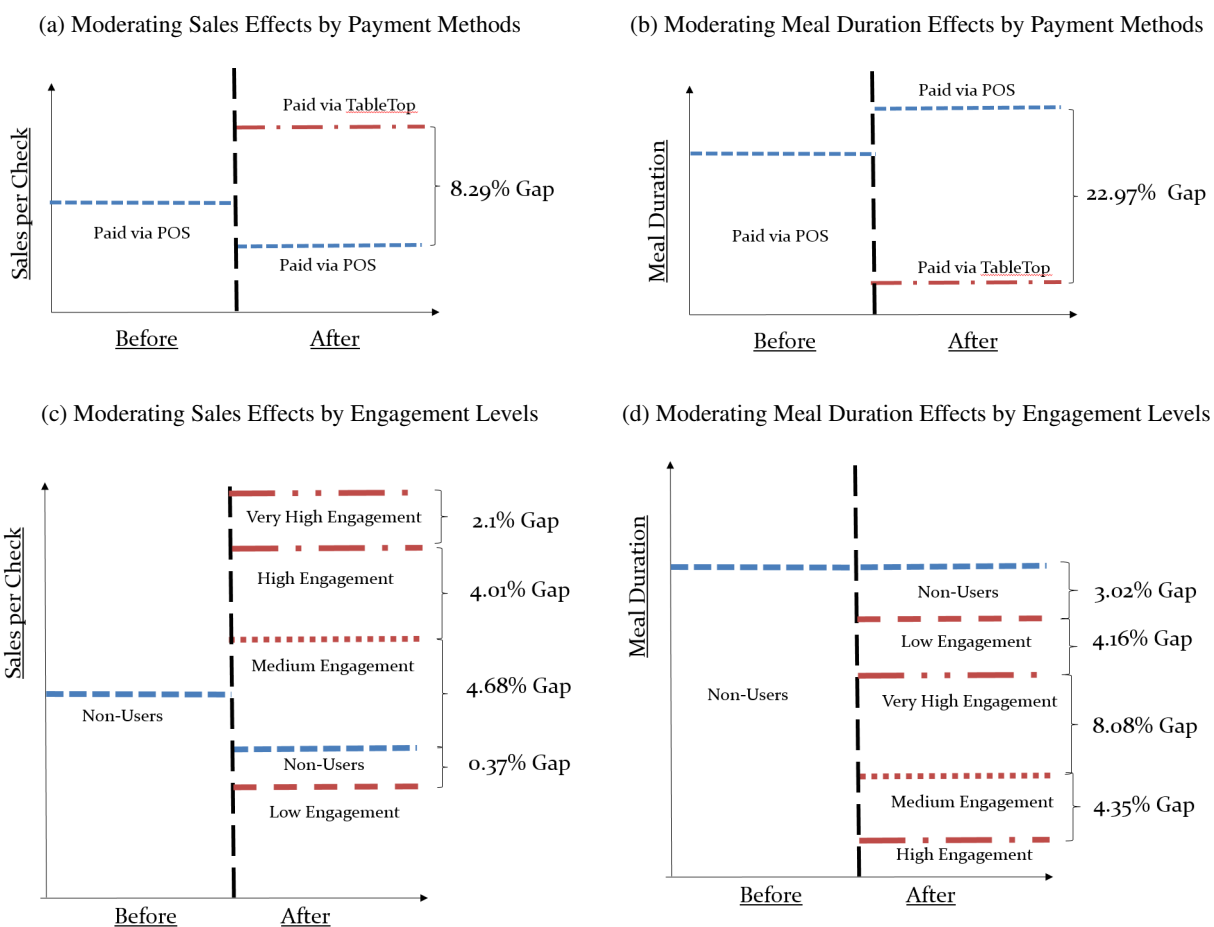 (a) Moderating Sales Effects by Payment Methods
Sales per Check
Paid via TableTop
8.29% Gap
Paid via POS
Paid via POS
Before
After
(b) Moderating Meal Duration Effects by Payment Methods
Meal Duration
Paid via POS
22.97% Gap
Paid via POS
Paid via TableTop
Before
After
(c) Moderating Sales Effects by Engagement Levels
Sales per Check
Very High Engagement
2.1% Gap
High Engagement
4.01% Gap
Medium Engagement
4.68% Gap
Non-Users
Non-Users
0.37% Gap
Low Engagement
Before
After
(d) Moderating Meal Duration Effects by Engagement Levels
Meal Duration
Non-Users
3.02% Gap
Low Engagement
4.16% Gap
Non-Users
Very High Engagement
8.08% Gap
Medium Engagement
4.35% Gap
High Engagement
Before
After